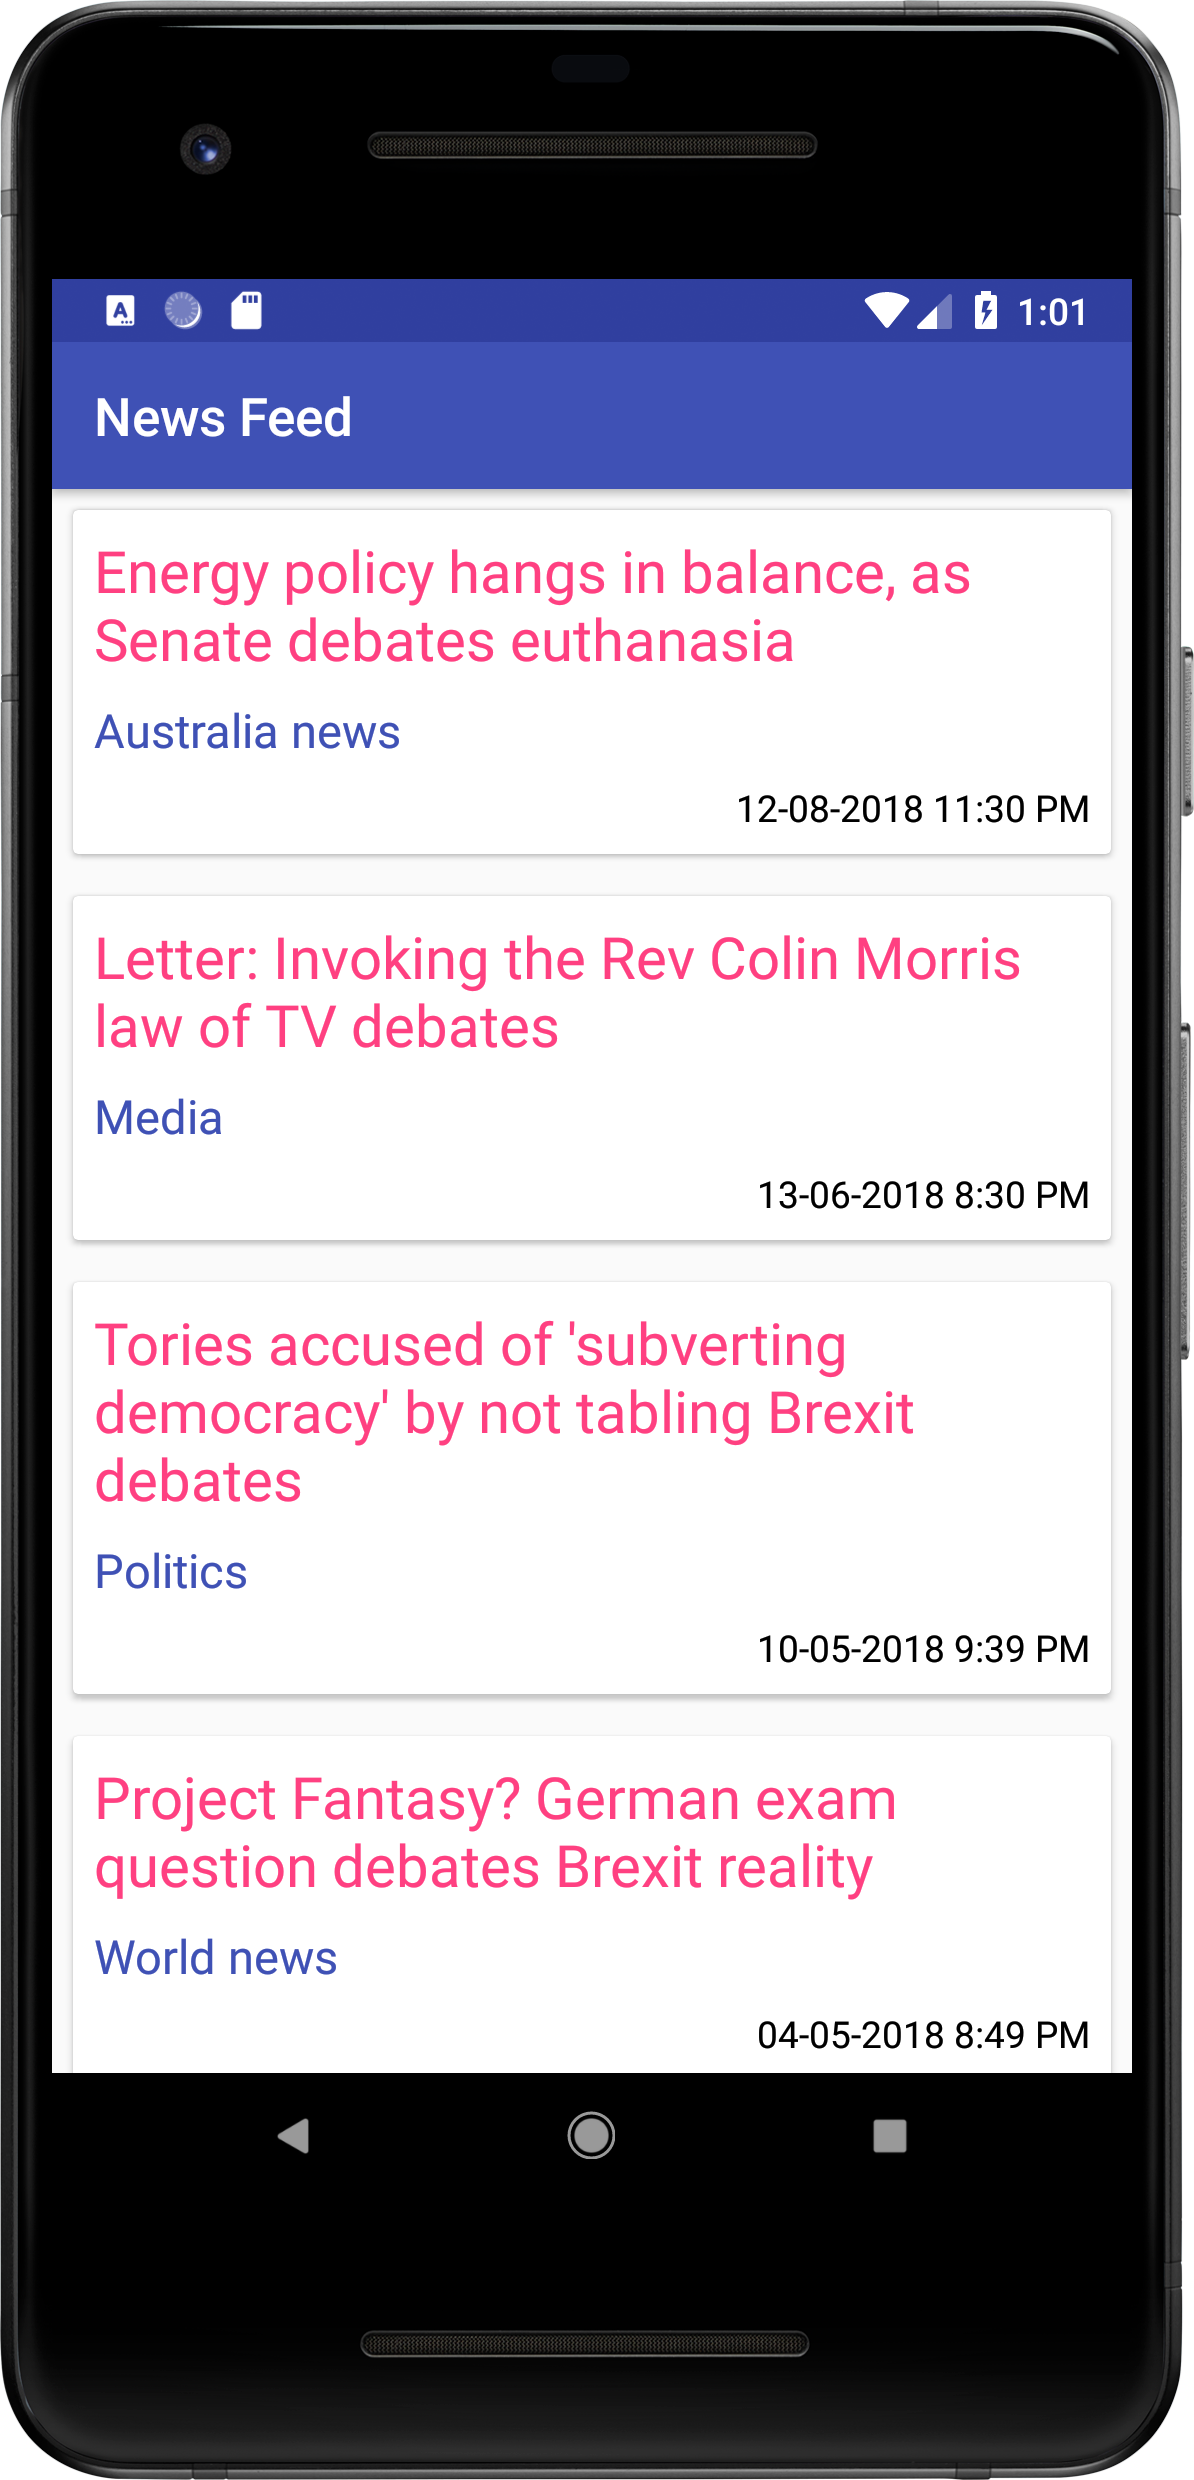 A
1:01
News Feed
Energy policy hangs in balance, as
Senate debates euthanasia
Australia news
12-08-2018 11:30 PM
Letter: Invoking the Rev Colin Morris
law of TV debates
Media
13-06-2018 8:30 PM
Tories accused of 'subverting
democracy' by not tabling Brexit
debates
Politics
10-05-2018 9:39 PM
Project Fantasy? German exam
question debates Brexit reality
World news
04-05-2018 8:49 PM